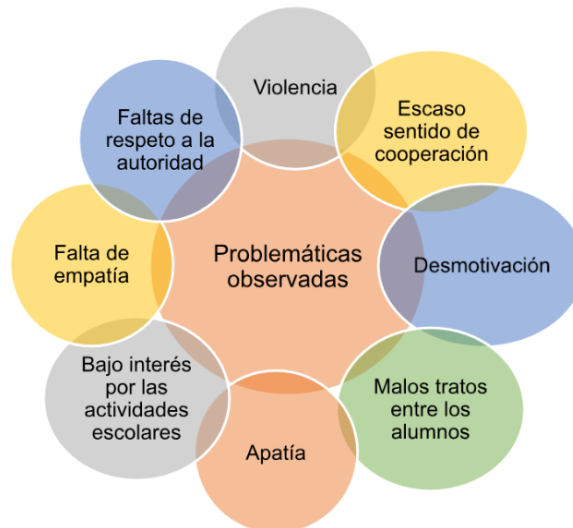 Violencia
Escaso
sentido de
cooperación
Desmotivación
Malos tratos
entre los
alumnos
Apatía
Bajo interés
por las
actividades
escolares
Falta de
empatía
Faltas de
respeto a la
autoridad
Problemáticas
observadas